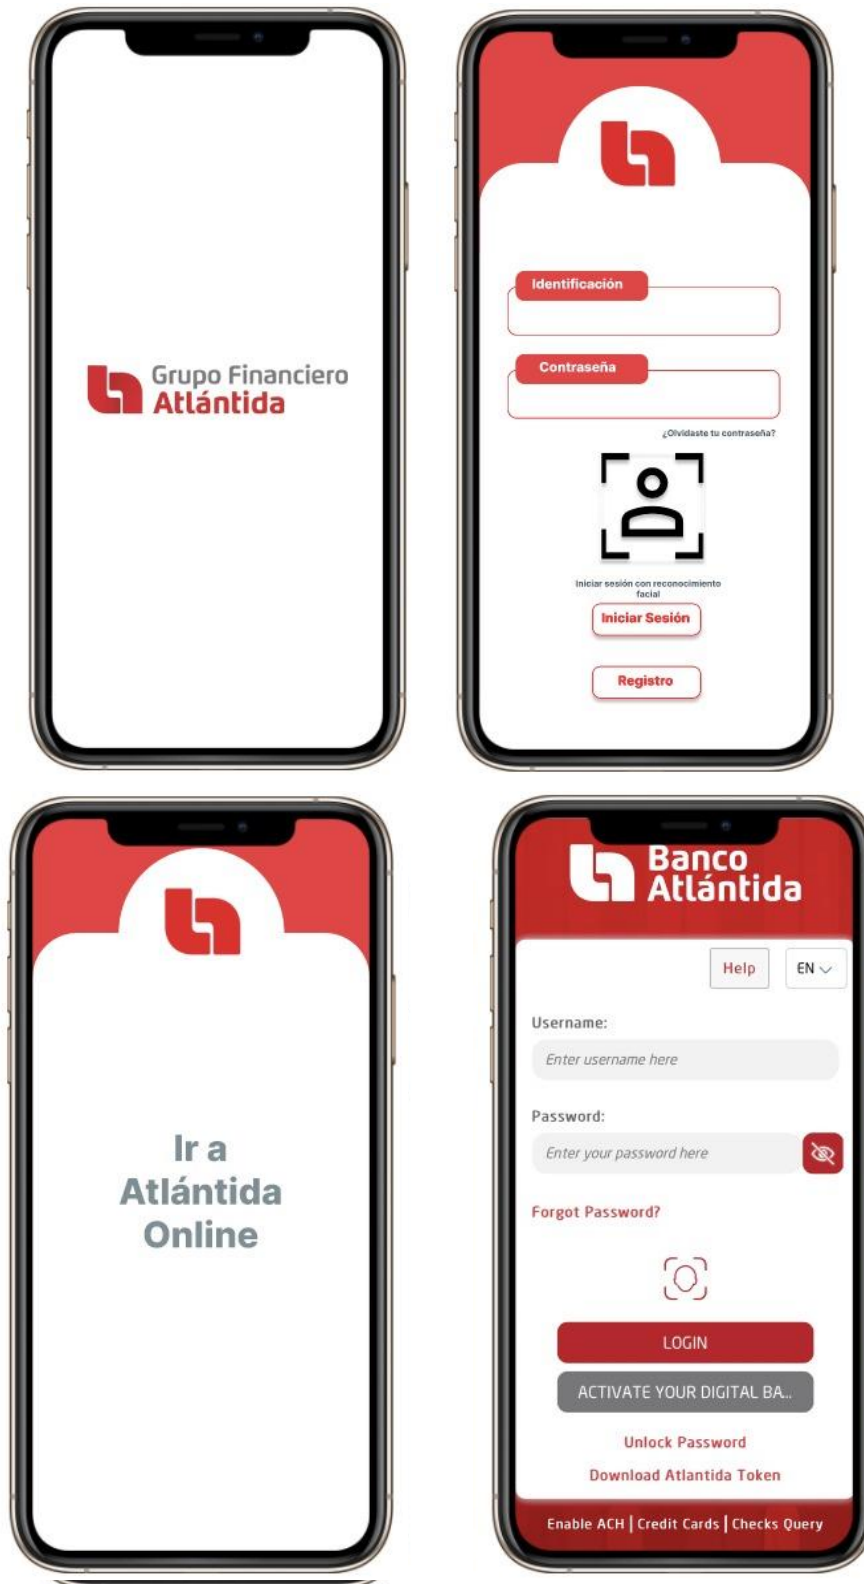 Grupo Financiero
Atlántida
Identificación
Contraseña
¿Olvidaste tu contraseña?
Iniciar sesión con reconocimiento
facial
Iniciar Sesión
Registro
Ir a
Atlántida
Online
Banco
Atlántida
Help
EN
Username:
Enter username here
Password:
Enter your password here
Forgot Password?
LOGIN
ACTIVATE YOUR DIGITAL BA...
Unlock Password
Download Atlantida Token
Enable ACH | Credit Cards | Checks Query